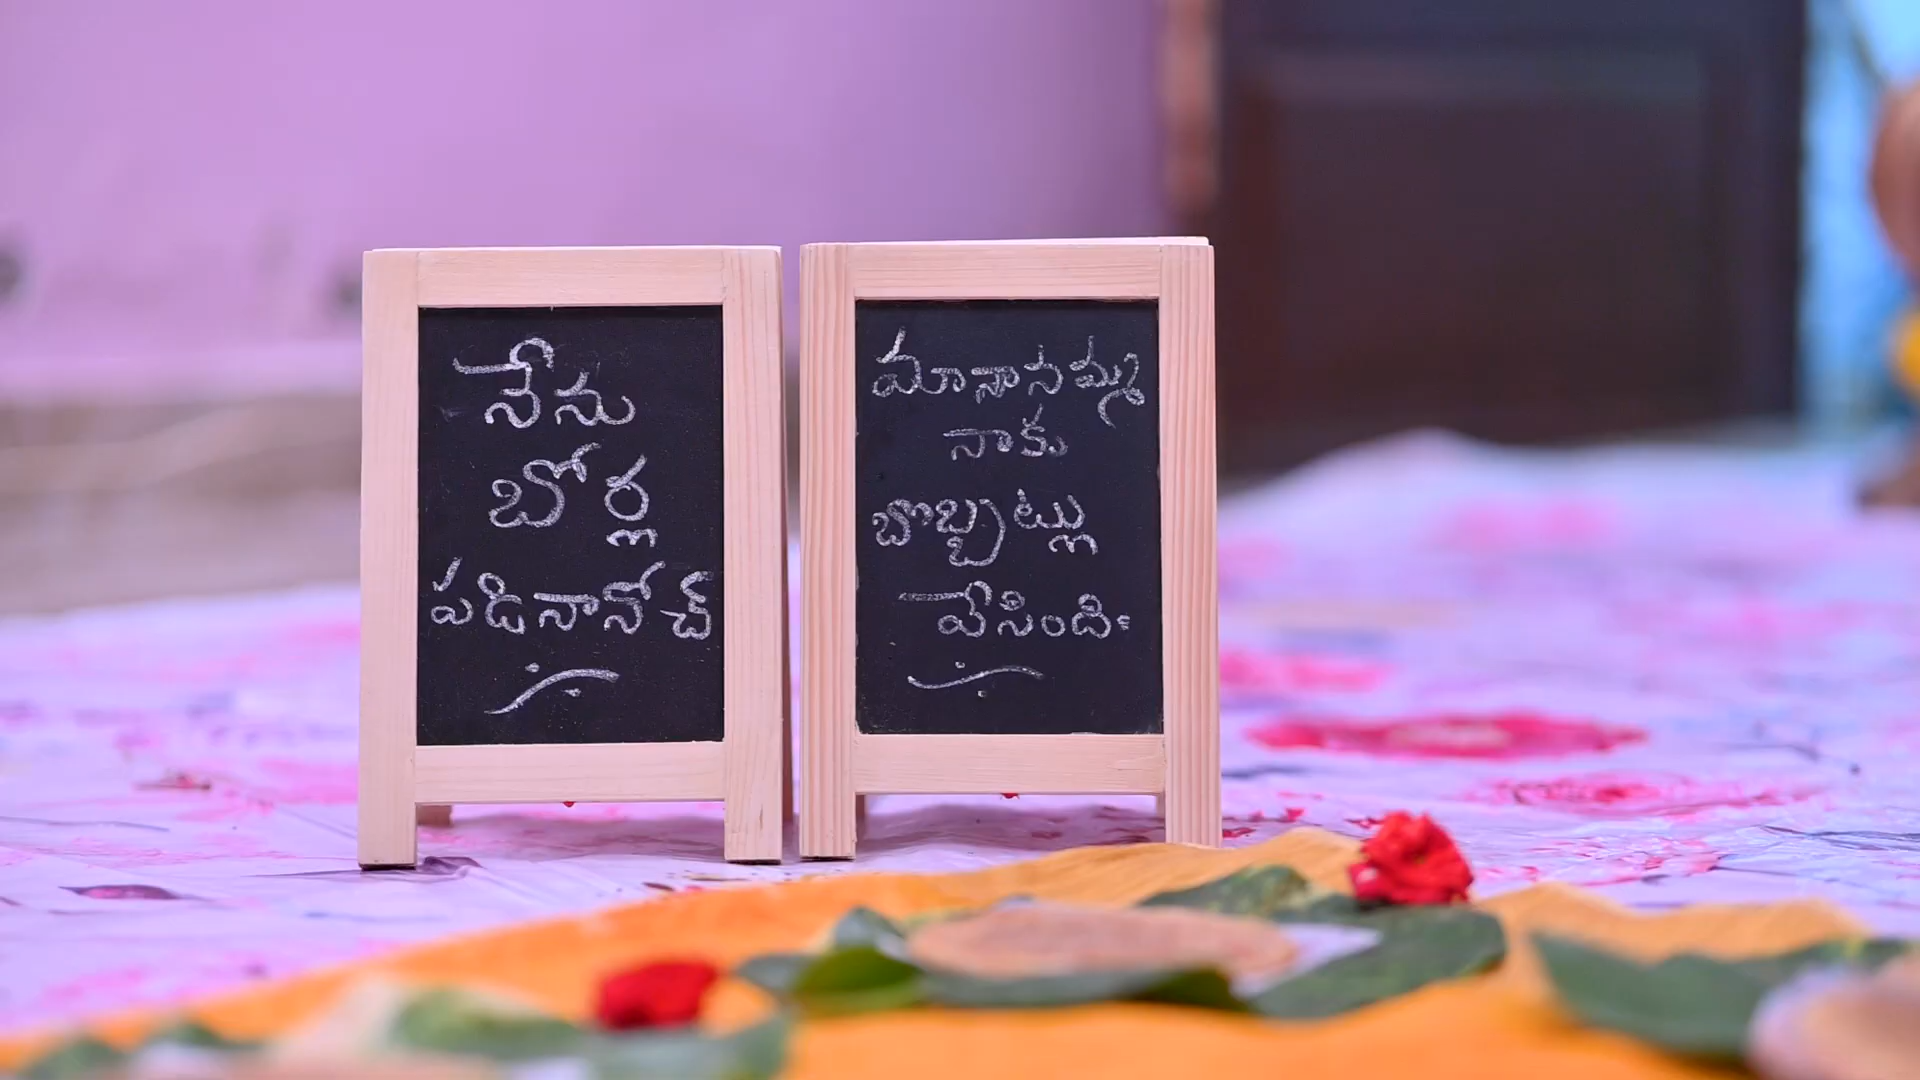 నేను
బోర్ల
పడినానోచ్
మానానమ్మ
నాకు
బొబ్బట్లు
వేసింది